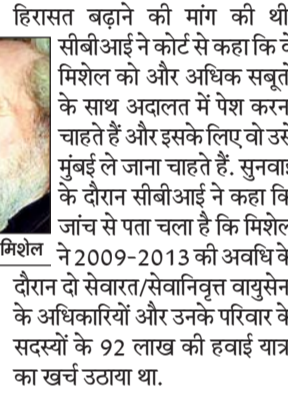 हिरासत बढ़ाने की मांग की थी
सीबीआई ने कोर्ट से कहा कि वे
मिशेल को और अधिक सबूतों
के साथ अदालत में पेश करन
चाहते हैं और इसके लिए वो उसे
मुंबई ले जाना चाहते हैं. सुनवाई
के दौरान सीबीआई ने कहा कि
जांच से पता चला है कि मिशेल
मिशेल
ने 2009-2013 की अवधि के
दौरान दो सेवारत/सेवानिवृत्त वायुसेन
के अधिकारियों और उनके परिवार के
सदस्यों के 92 लाख की हवाई यात्र
का खर्च उठाया था.